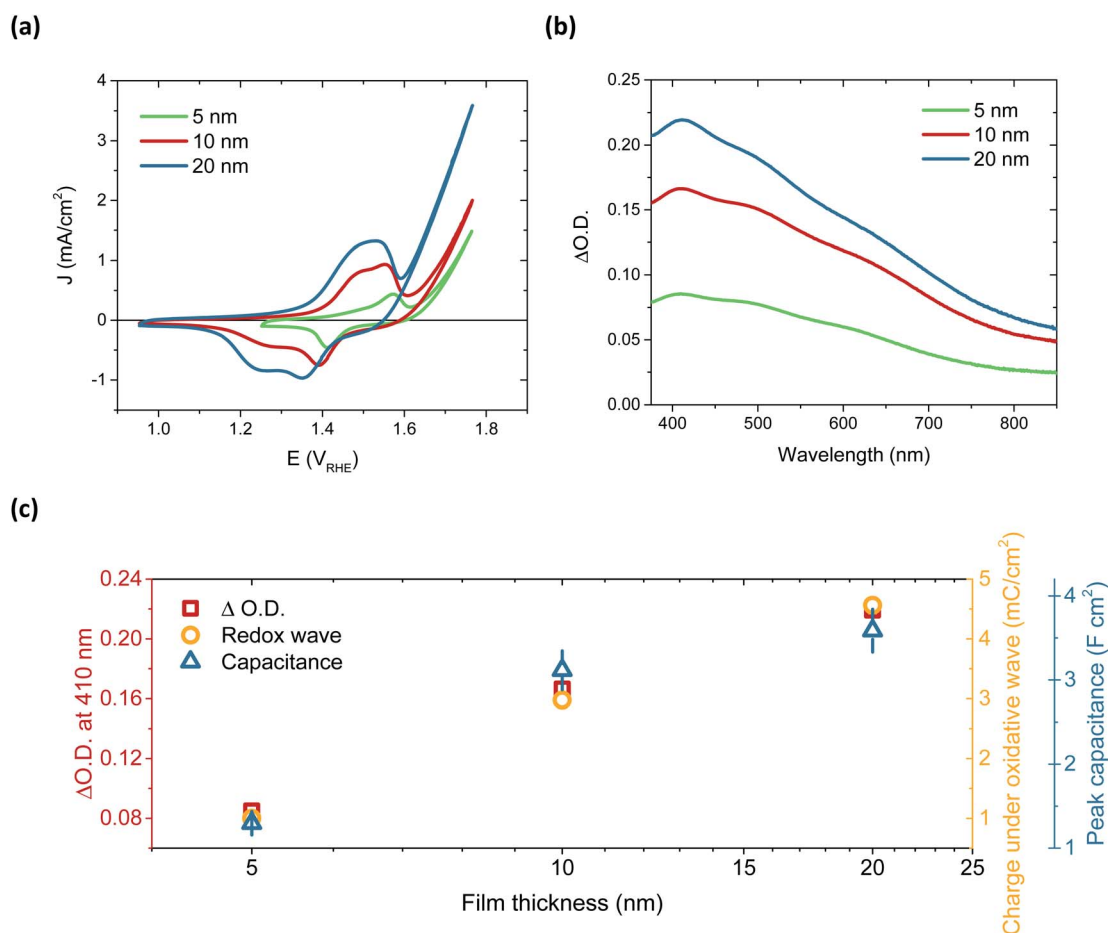 (a)
4
3
2
1
0
-1
J (mA/cm²)
5 nm
10 nm
20 nm
1.0
1.2
1.4
1.6
1.8
E (V_RHE)
(b)
0.25
0.20
0.15
0.10
0.05
0.00
ΔO.D.
5 nm
10 nm
20 nm
400
500
600
700
800
Wavelength (nm)
(c)
0.24
0.20
0.16
0.12
0.08
ΔO.D. at 410 nm
Δ O.D.
Redox wave
Capacitance
5
10
15
20
25
Film thickness (nm)
5
4
3
2
1
Charge under oxidative wave (mC/cm²)
4
3
2
1
Peak capacitance (F cm²)